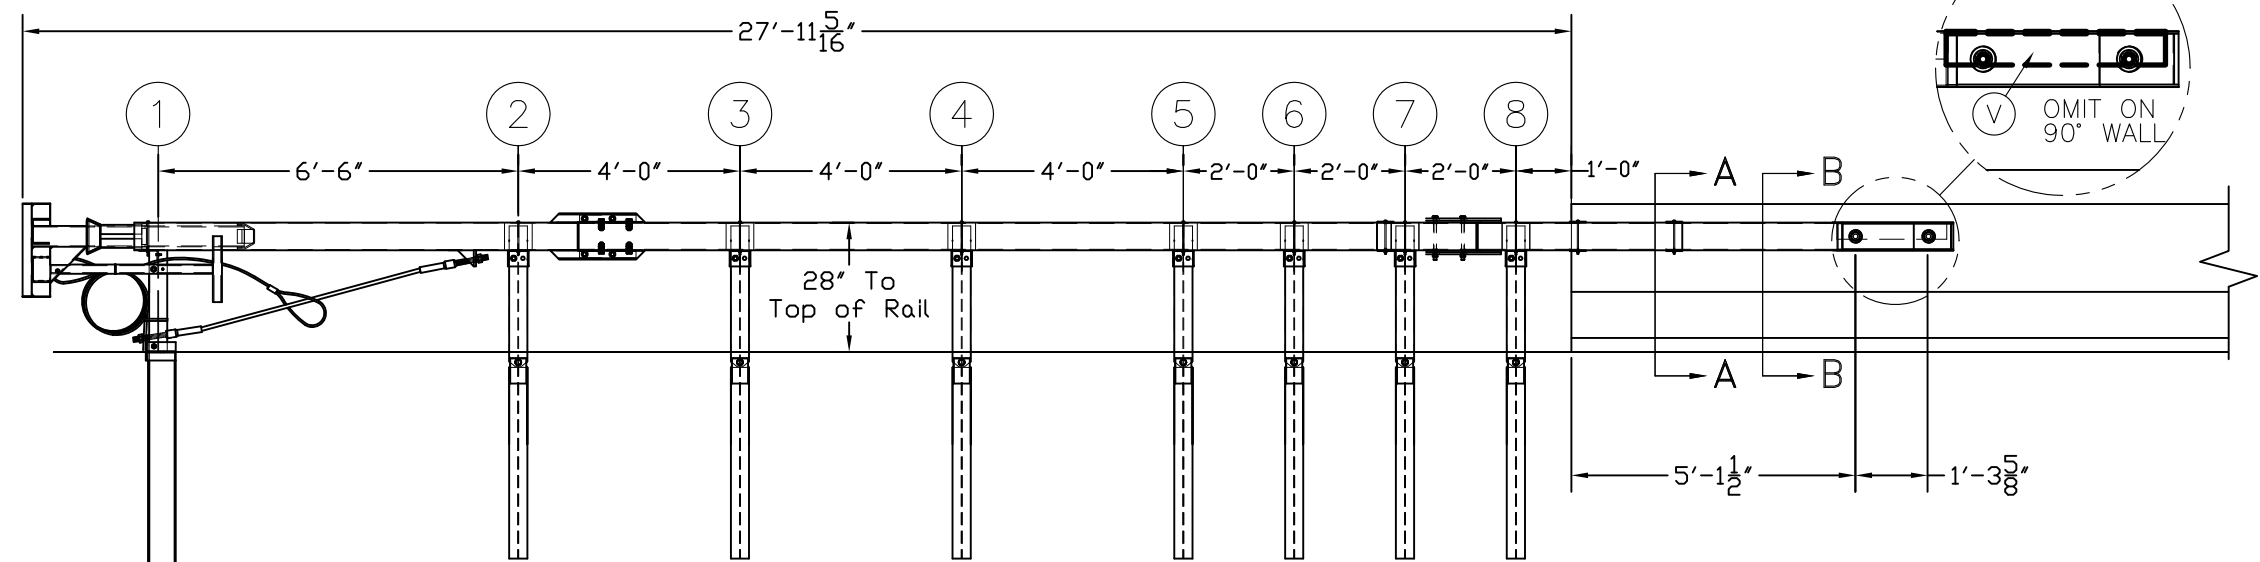 27'-11 5/16"
1
2
3
4
5
6
7
8
V
OMIT ON
90° WALL
6'-6"
4'-0"
4'-0"
4'-0"
2'-0"
2'-0"
2'-0"
1'-0"
A
B
28" To
Top of Rail
A
B
5'-1 1/2"
1'-3 5/8"